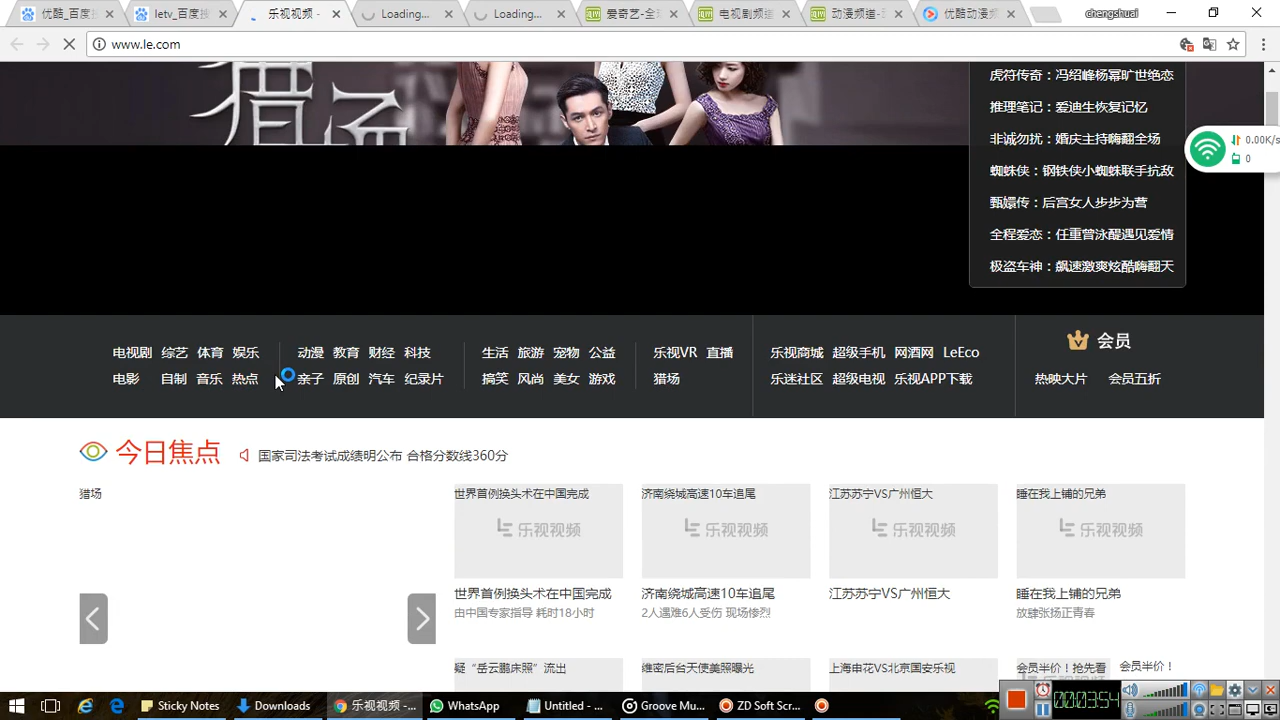 优酷_百度
letv_百度搜
乐视视频 -
Loading...
Loading...
爱奇艺-全
电视剧频道
动漫频道-
优酷动漫频
chengshuai
www.le.com
猎场
虎符传奇：冯绍峰杨幂旷世绝恋
推理笔记：爱迪生恢复记忆
非诚勿扰：婚庆主持嗨翻全场
蜘蛛侠：钢铁侠小蜘蛛联手抗敌
甄嬛传：后宫女人步步为营
全程爱恋：任重曾泳醍遇见爱情
极盗车神：飙速激爽炫酷嗨翻天
0.00K/s
0
电视剧 综艺 体育 娱乐 动漫 教育 财经 科技 生活 旅游 宠物 公益 乐视VR 直播 乐视商城 超级手机 网酒网 LeEco 会员
电影 自制 音乐 热点 亲子 原创 汽车 纪录片 搞笑 风尚 美女 游戏 猎场 乐迷社区 超级电视 乐视APP下载 热映大片 会员五折
今日焦点 国家司法考试成绩明公布 合格分数线360分
猎场
世界首例换头术在中国完成 济南绕城高速10车追尾 江苏苏宁VS广州恒大 睡在我上铺的兄弟
乐视视频 乐视视频 乐视视频 乐视视频
世界首例换头术在中国完成 济南绕城高速10车追尾 江苏苏宁VS广州恒大 睡在我上铺的兄弟
由中国专家指导 耗时18小时 2人遇难6人受伤 现场惨烈 放肆张扬正青春
疑“岳云鹏床照”流出 维密后台天使美照曝光 上海申花VS北京国安乐视 会员半价！抢先看 会员半价！
Sticky Notes
Downloads
乐视视频 -...
WhatsApp
Untitled - ...
Groove Mu...
ZD Soft Scr...
00:03:54